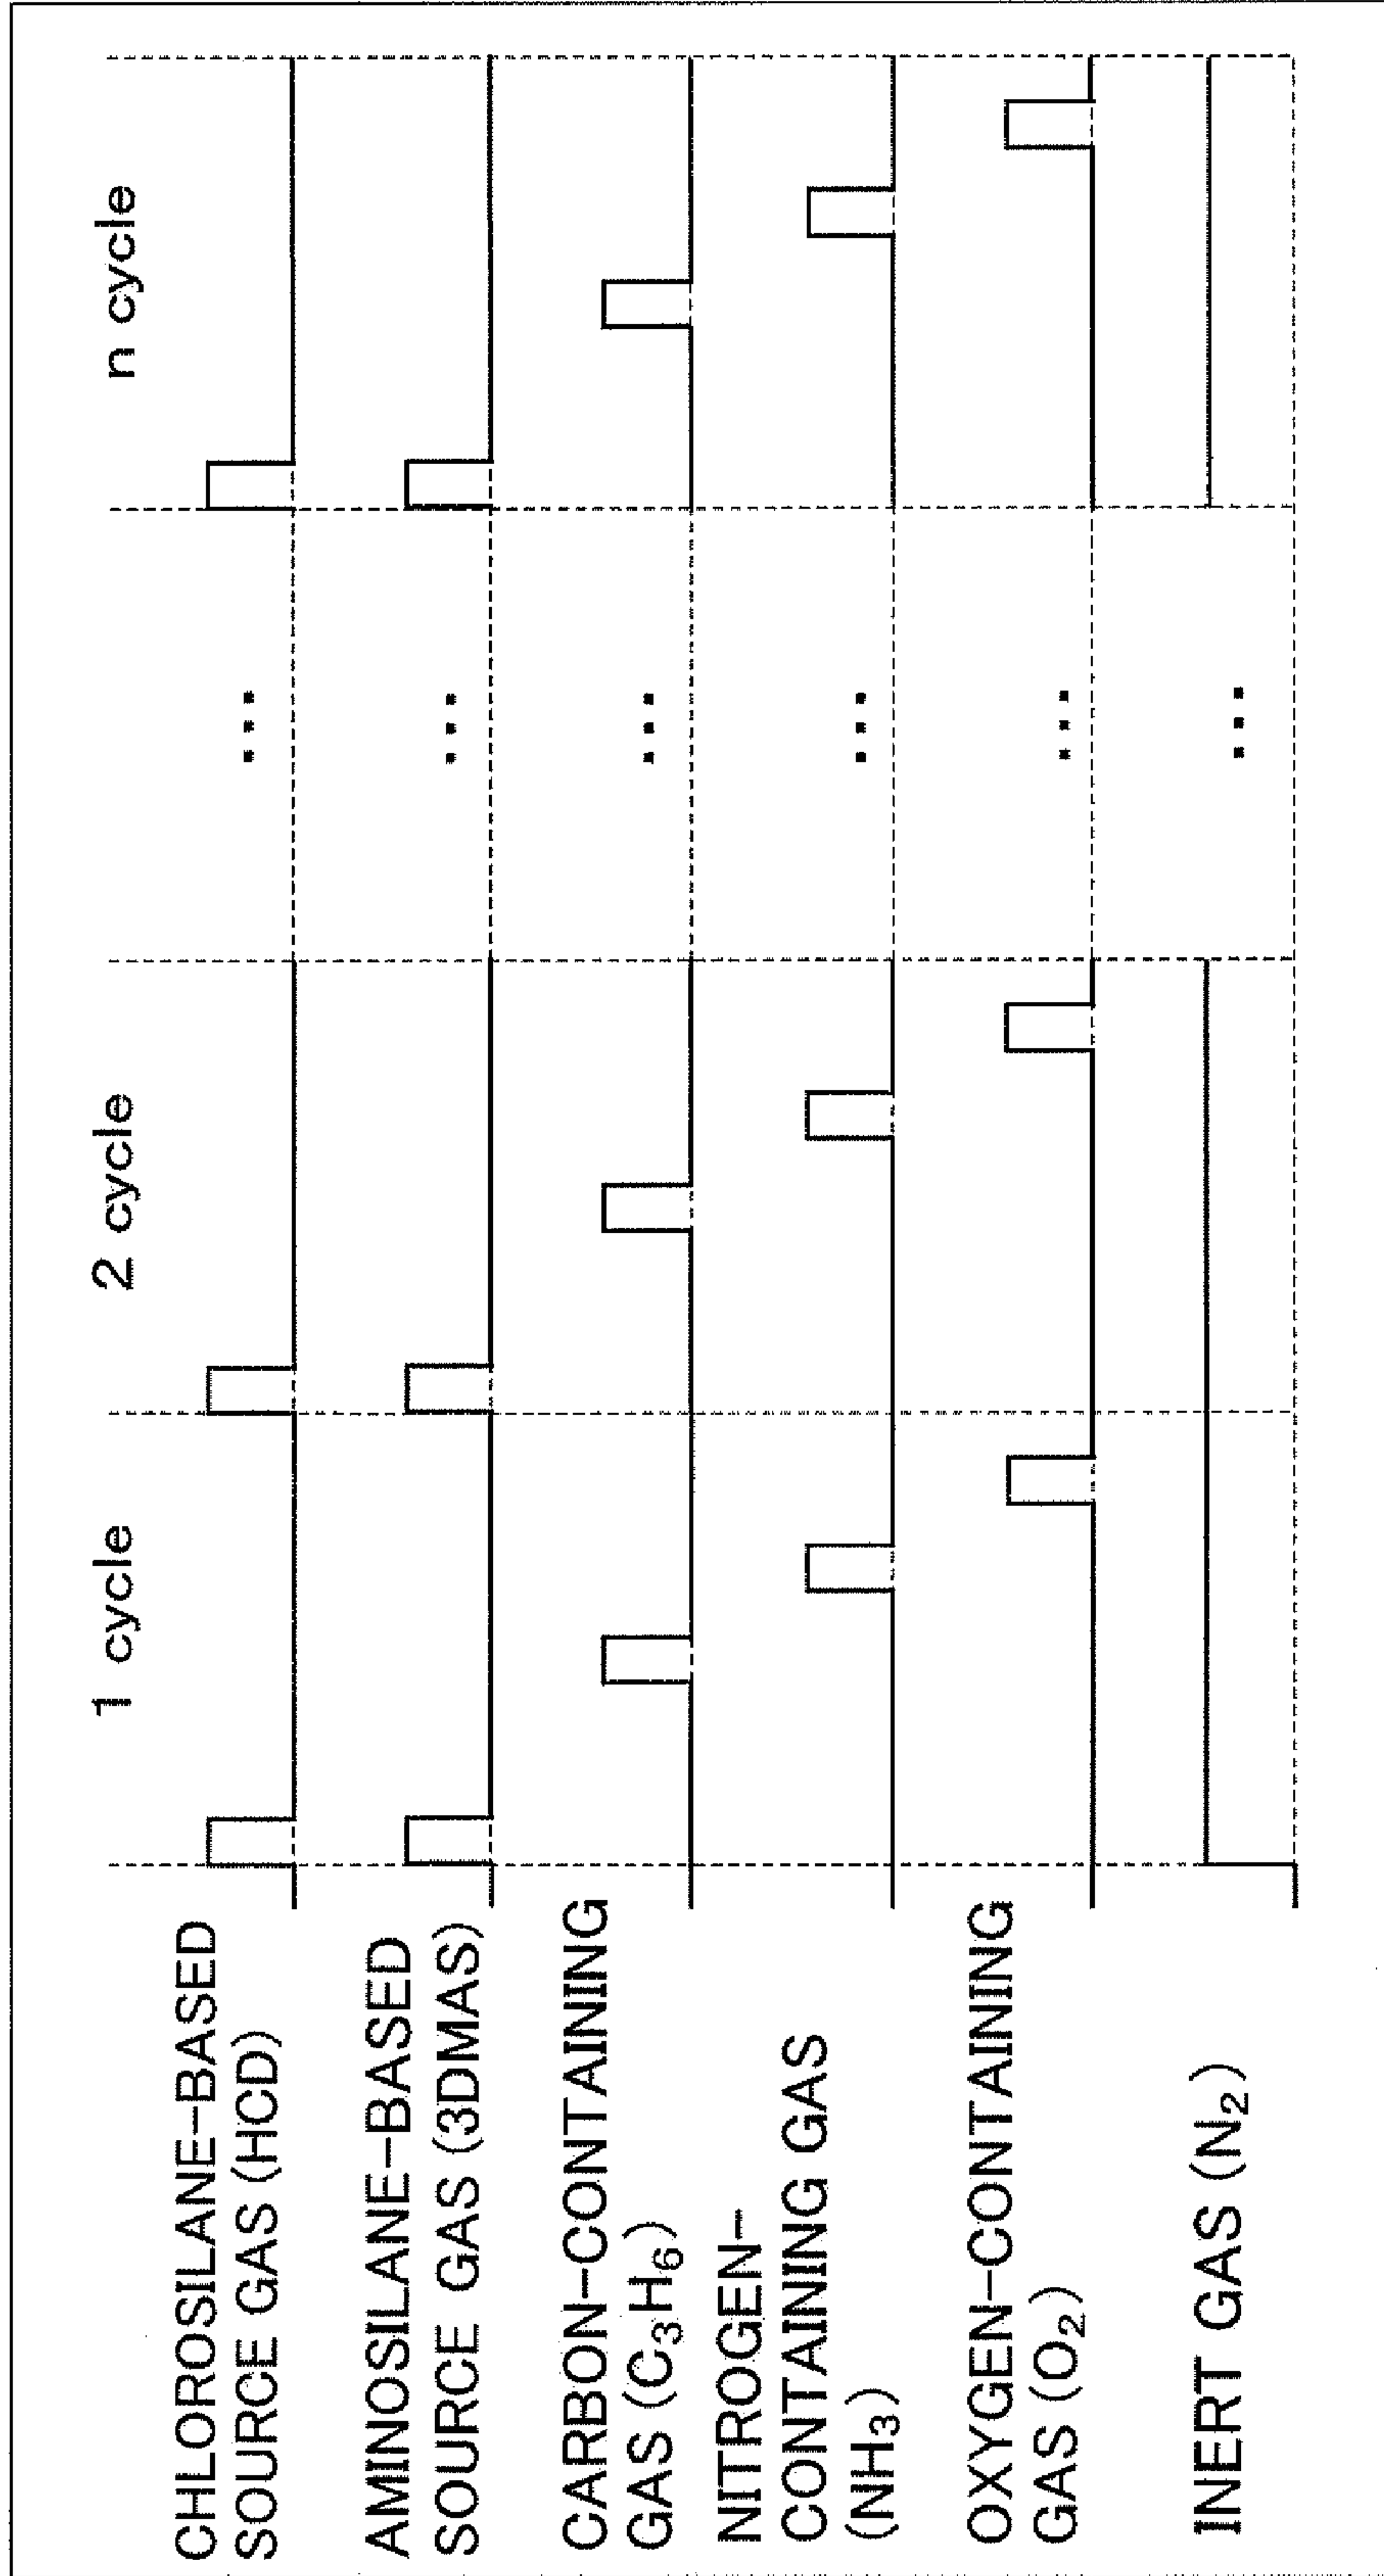 1 cycle
2 cycle
n cycle
CHLOROSILANE-BASED
SOURCE GAS (HCD)
AMINOSILANE-BASED
SOURCE GAS (3DMAS)
CARBON-CONTAINING
GAS (C₃H₆)
NITROGEN-
CONTAINING GAS
(NH₃)
OXYGEN-CONTAINING
GAS (O₂)
INERT GAS (N₂)